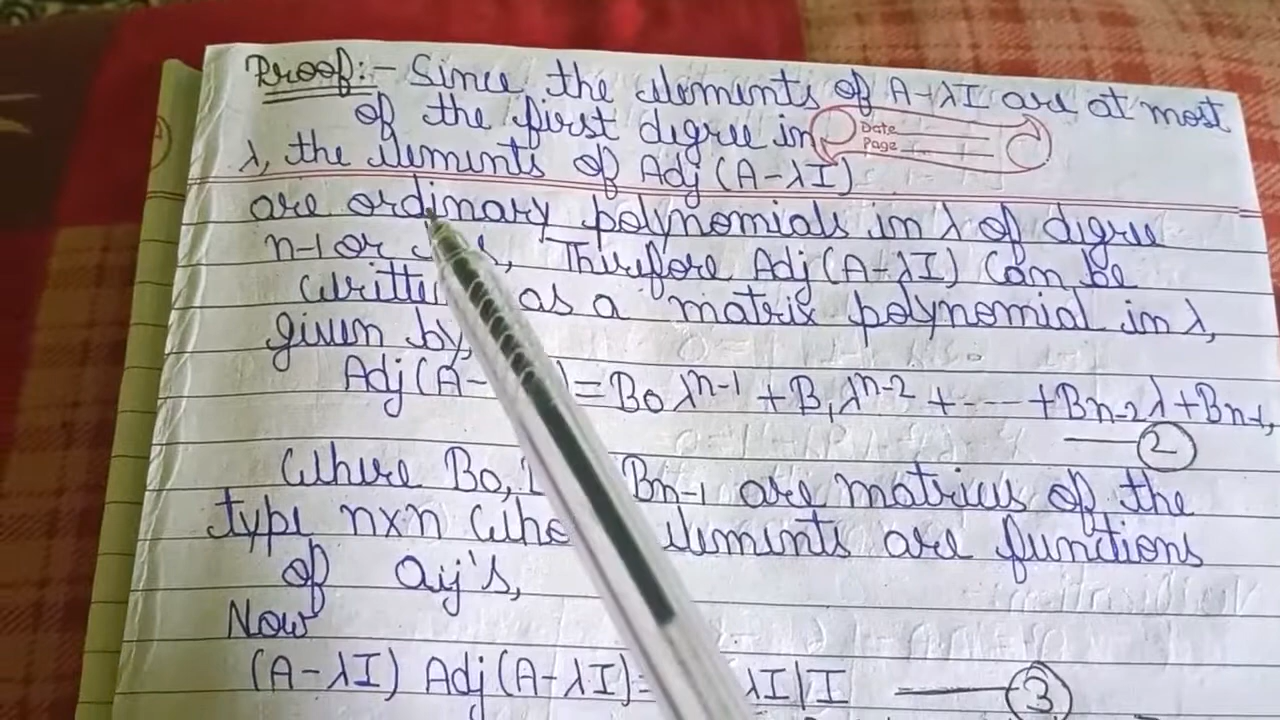 Proof:- Since the elements of A-λI are at most
of the first degree in
Date
Page
λ, the elements of Adj (A-λI)
are ordinary polynomials in λ of degree
n-1 or Therefore Adj (A-λI) Can be
as a matrix polynomial in λ,
given by,
Adj (A- ) = B₀ λⁿ⁻¹ + B₁ λⁿ⁻² + ---- + Bn-2 λ + Bn-1,
②
Where B₀, Bn-1 are matrices of the
type n×n elements are functions
of aij's,
Now
(A-λI) Adj (A-λI) = λI| I
③